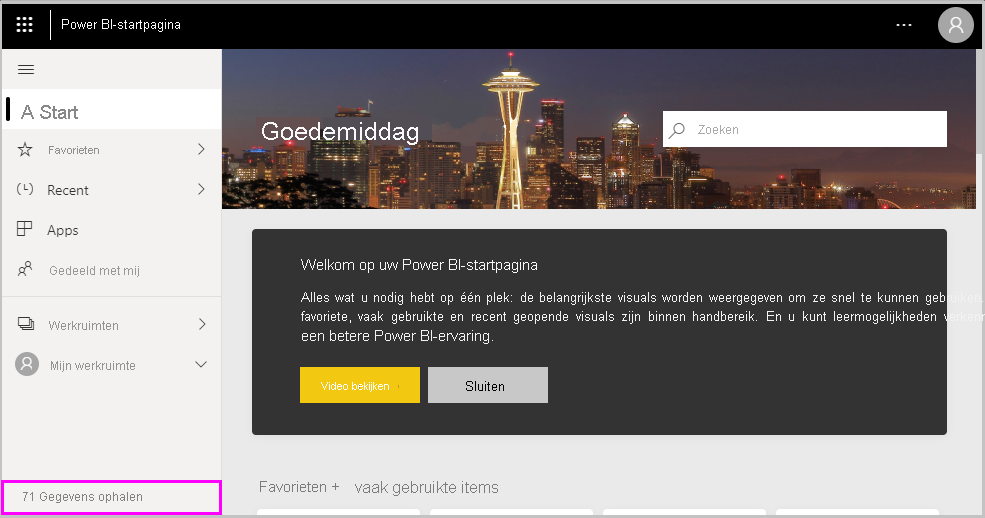 Power BI-startpagina
A Start
Favorieten
Recent
Apps
Gedeeld met mij
Werkruimten
Mijn werkruimte
71 Gegevens ophalen
Goedemiddag
Zoeken
Welkom op uw Power BI-startpagina
Alles wat u nodig hebt op één plek: de belangrijkste visuals worden weergegeven om ze snel te kunnen gebruiken.
favoriete, vaak gebruikte en recent geopende visuals zijn binnen handbereik. En u kunt leermogelijkheden
een betere Power BI-ervaring.
Video bekijken
Sluiten
Favorieten + vaak gebruikte items